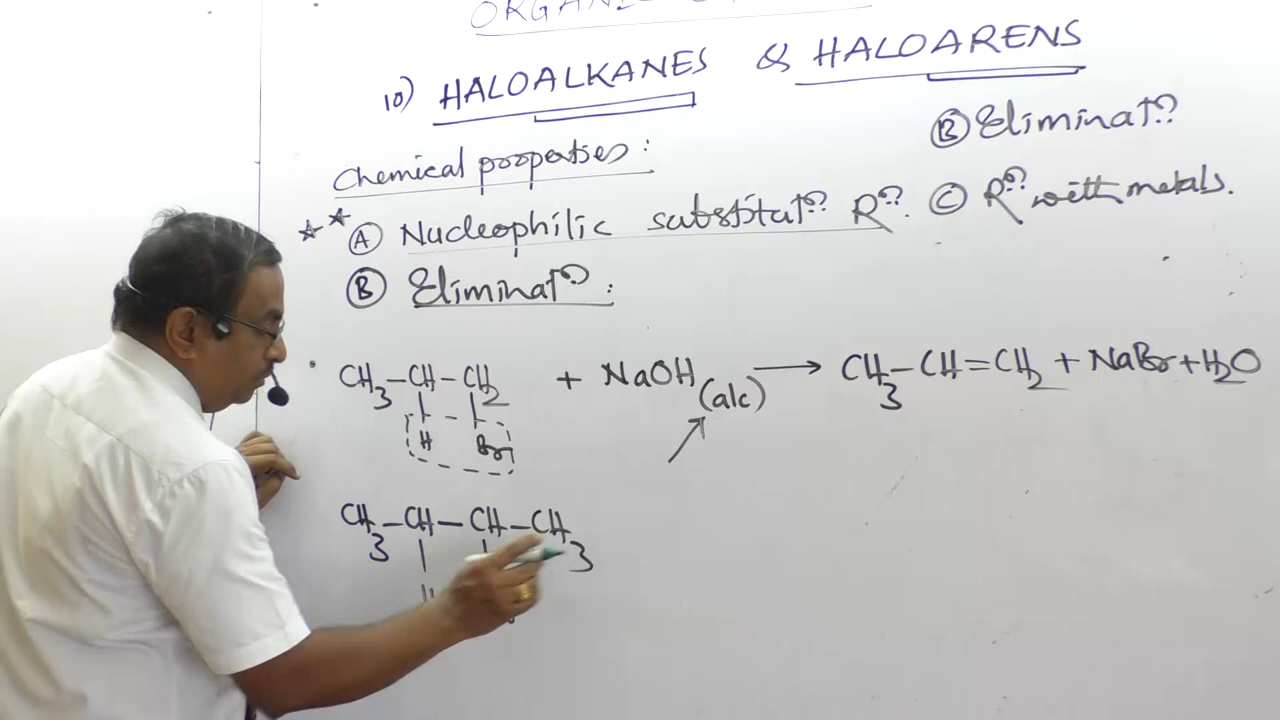 ORGANIC
10) HALOALKANES & HALOARENS
Chemical properties:
(B) Eliminatn
☆☆ (A) Nucleophilic substitutn Rn. (C) Rn with metals.
(B) Eliminatn:
CH3–CH–CH2 + NaOH(alc) → CH3–CH=CH2 + NaBr + H2O
H Br
CH3–CH–CH–CH3